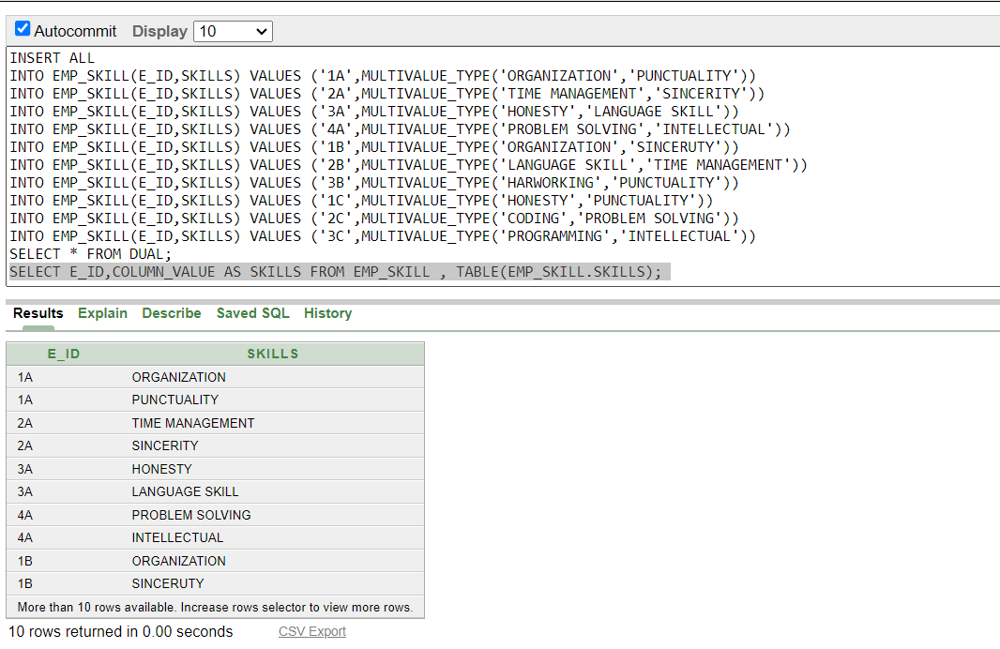 Autocommit Display 10
INSERT ALL
INTO EMP_SKILL(E_ID,SKILLS) VALUES ('1A',MULTIVALUE_TYPE('ORGANIZATION','PUNCTUALITY'))
INTO EMP_SKILL(E_ID,SKILLS) VALUES ('2A',MULTIVALUE_TYPE('TIME MANAGEMENT','SINCERITY'))
INTO EMP_SKILL(E_ID,SKILLS) VALUES ('3A',MULTIVALUE_TYPE('HONESTY','LANGUAGE SKILL'))
INTO EMP_SKILL(E_ID,SKILLS) VALUES ('4A',MULTIVALUE_TYPE('PROBLEM SOLVING','INTELLECTUAL'))
INTO EMP_SKILL(E_ID,SKILLS) VALUES ('1B',MULTIVALUE_TYPE('ORGANIZATION','SINCERUTY'))
INTO EMP_SKILL(E_ID,SKILLS) VALUES ('2B',MULTIVALUE_TYPE('LANGUAGE SKILL','TIME MANAGEMENT'))
INTO EMP_SKILL(E_ID,SKILLS) VALUES ('3B',MULTIVALUE_TYPE('HARWORKING','PUNCTUALITY'))
INTO EMP_SKILL(E_ID,SKILLS) VALUES ('1C',MULTIVALUE_TYPE('HONESTY','PUNCTUALITY'))
INTO EMP_SKILL(E_ID,SKILLS) VALUES ('2C',MULTIVALUE_TYPE('CODING','PROBLEM SOLVING'))
INTO EMP_SKILL(E_ID,SKILLS) VALUES ('3C',MULTIVALUE_TYPE('PROGRAMMING','INTELLECTUAL'))
SELECT * FROM DUAL;
SELECT E_ID,COLUMN_VALUE AS SKILLS FROM EMP_SKILL , TABLE(EMP_SKILL.SKILLS);
Results Explain Describe Saved SQL History
E_ID SKILLS
1A ORGANIZATION
1A PUNCTUALITY
2A TIME MANAGEMENT
2A SINCERITY
3A HONESTY
3A LANGUAGE SKILL
4A PROBLEM SOLVING
4A INTELLECTUAL
1B ORGANIZATION
1B SINCERUTY
More than 10 rows available. Increase rows selector to view more rows.
10 rows returned in 0.00 seconds CSV Export